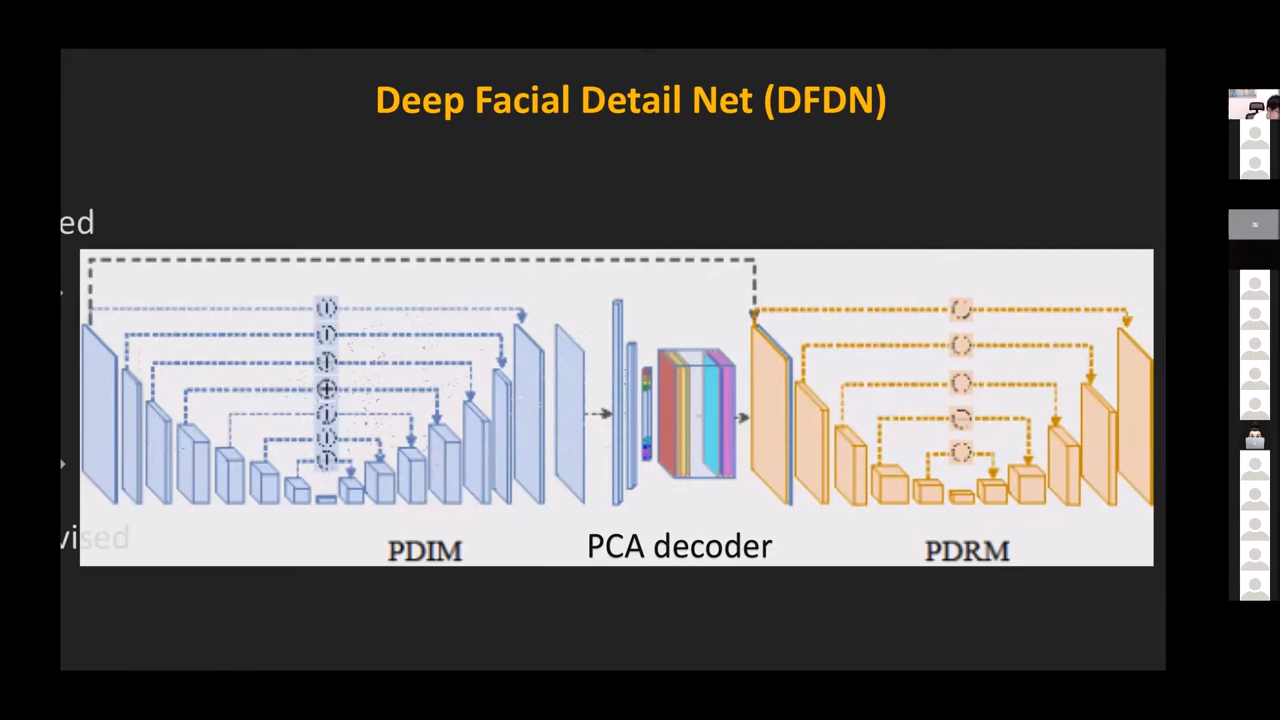 Deep Facial Detail Net (DFDN)
ed
vised
PDIM
PCA decoder
PDRM